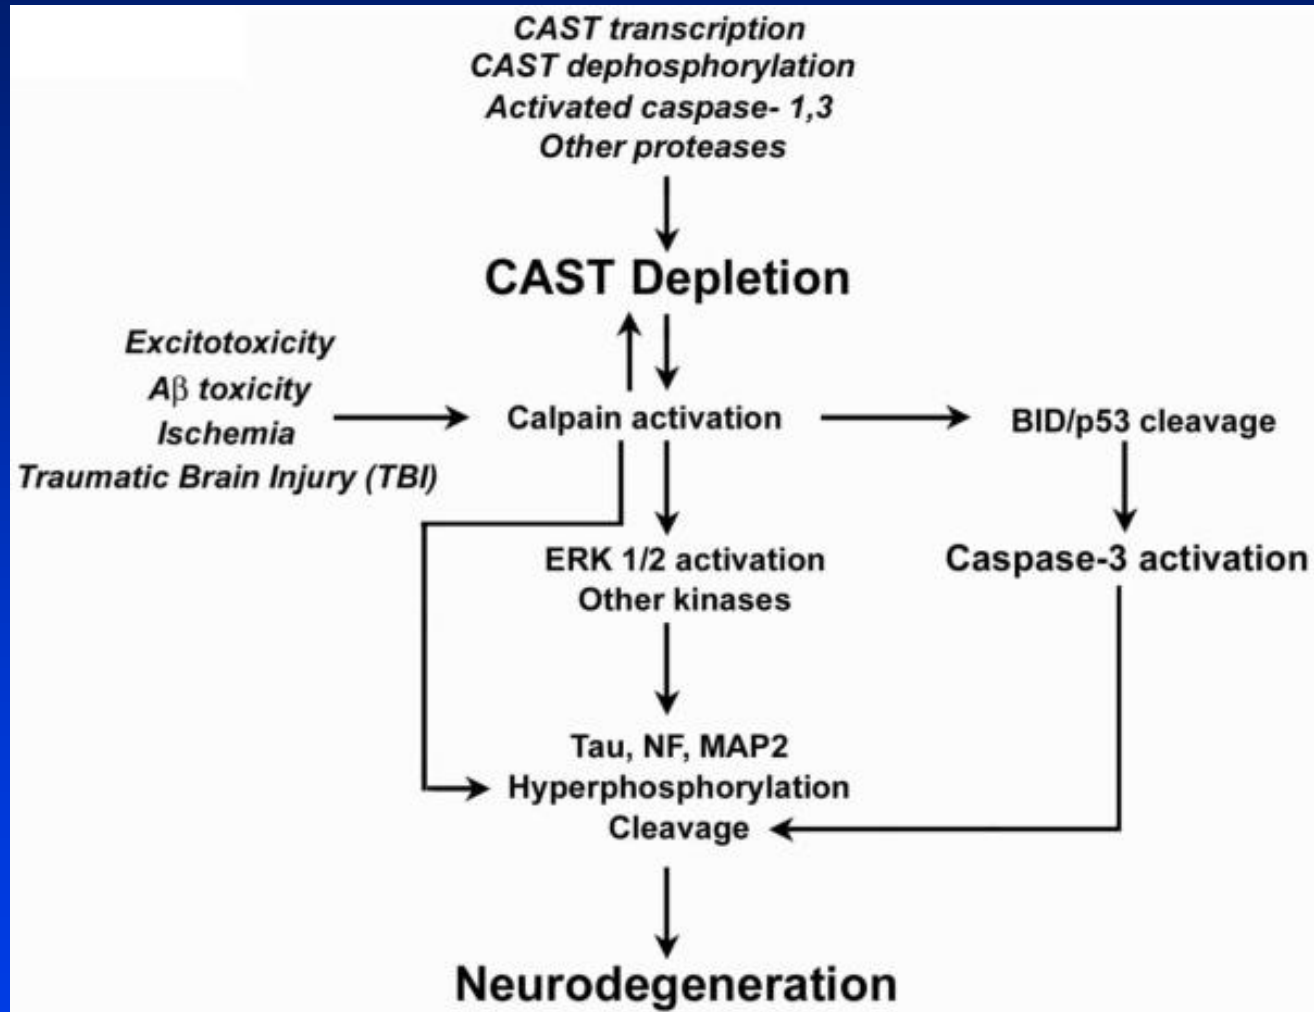 CAST transcription
CAST dephosphorylation
Activated caspase- 1,3
Other proteases
CAST Depletion
Excitotoxicity
Aβ toxicity
Ischemia
Traumatic Brain Injury (TBI)
Calpain activation
BID/p53 cleavage
ERK 1/2 activation
Other kinases
Caspase-3 activation
Tau, NF, MAP2
Hyperphosphorylation
Cleavage
Neurodegeneration